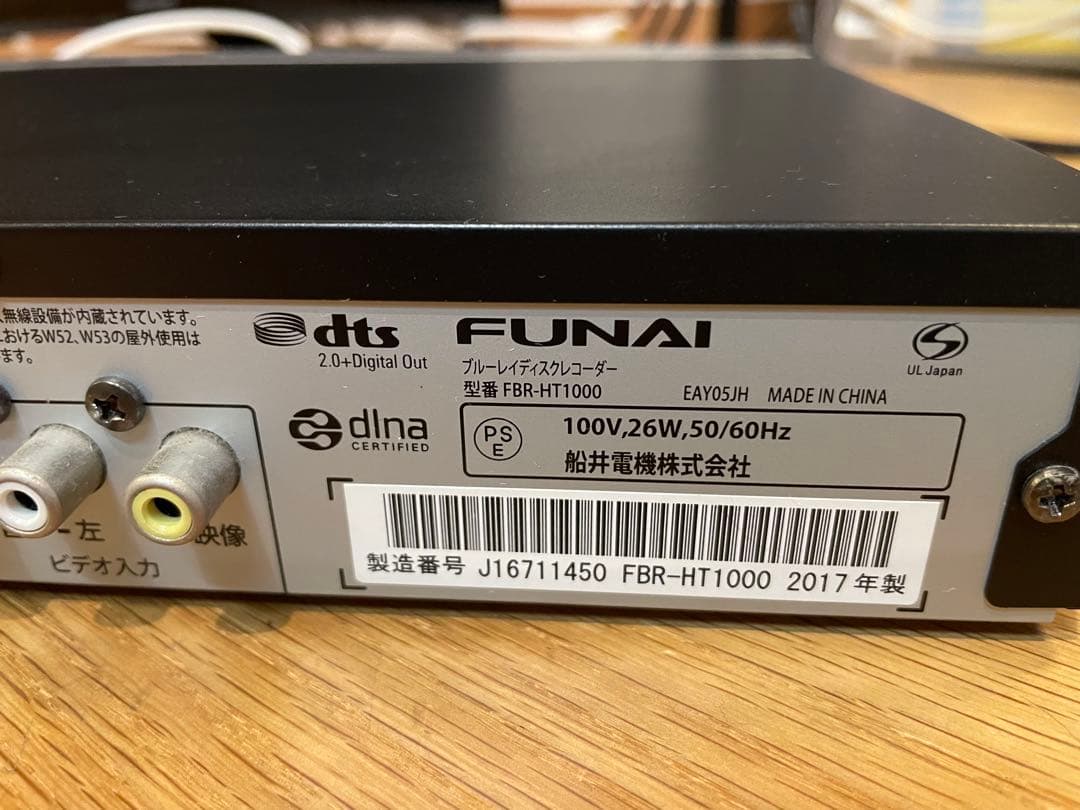 無線設備が内蔵されています。
おけるW52、W53の屋外使用は
ます。
dts
2.0+Digital Out
FUNAI
ブルーレイディスクレコーダー
型番 FBR-HT1000
EAY05JH MADE IN CHINA
UL Japan
dlna
CERTIFIED
PS
E
100V,26W,50/60Hz
船井電機株式会社
製造番号 J16711450 FBR-HT1000 2017年製
左
映像
ビデオ入力